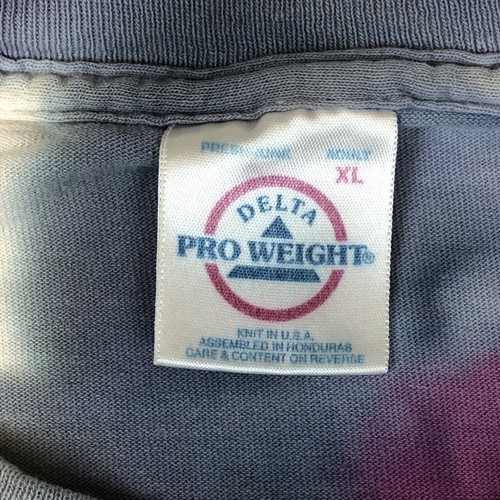 PRESHRUNK ADULT
XL
DELTA
PRO WEIGHT®
KNIT IN U.S.A.
ASSEMBLED IN HONDURAS
CARE & CONTENT ON REVERSE